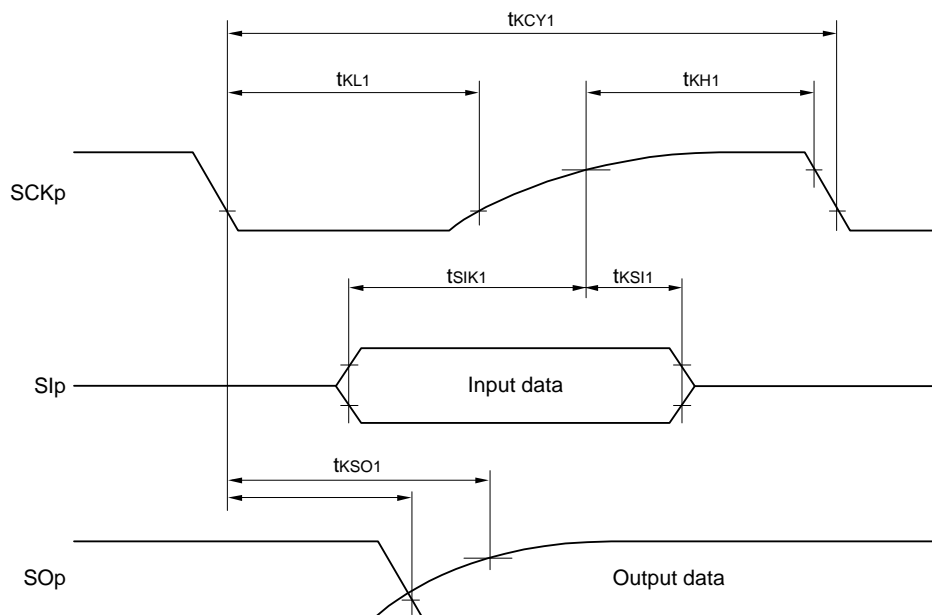 tKCY1
tKL1
tKH1
SCKp
tSIK1
tKSI1
SIp
Input data
tKSO1
SOp
Output data